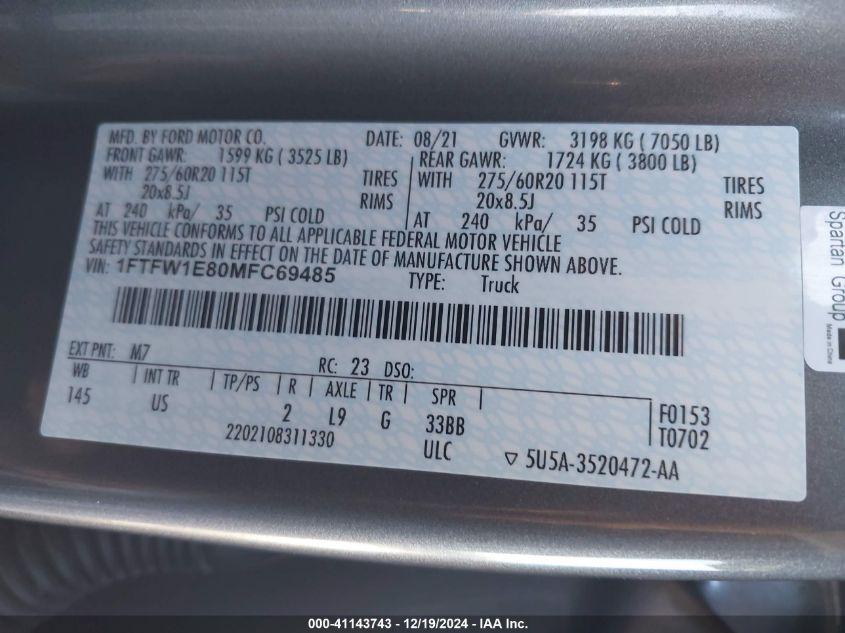 MFD. BY FORD MOTOR CO. DATE: 08/21 GVWR: 3198 KG ( 7050 LB)
FRONT GAWR: 1599 KG ( 3525 LB) REAR GAWR: 1724 KG ( 3800 LB)
WITH 275/60R20 115T TIRES WITH 275/60R20 115T TIRES
20x8.5J RIMS 20x8.5J RIMS
AT 240 kPa/ 35 PSI COLD AT 240 kPa/ 35 PSI COLD
THIS VEHICLE CONFORMS TO ALL APPLICABLE FEDERAL MOTOR VEHICLE
SAFETY STANDARDS IN EFFECT ON THE DATE OF MANUFACTURE SHOWN ABOVE.
VIN: 1FTFW1E80MFC69485 TYPE: Truck
EXT PNT: M7 RC: 23 DSO:
WB INT TR TP/PS R AXLE TR SPR
145 US 2 L9 G 33BB F0153
2202108311330 ULC T0702
5U5A-3520472-AA
Spartan Group
Made in China
000-41143743 - 12/19/2024 - IAA Inc.